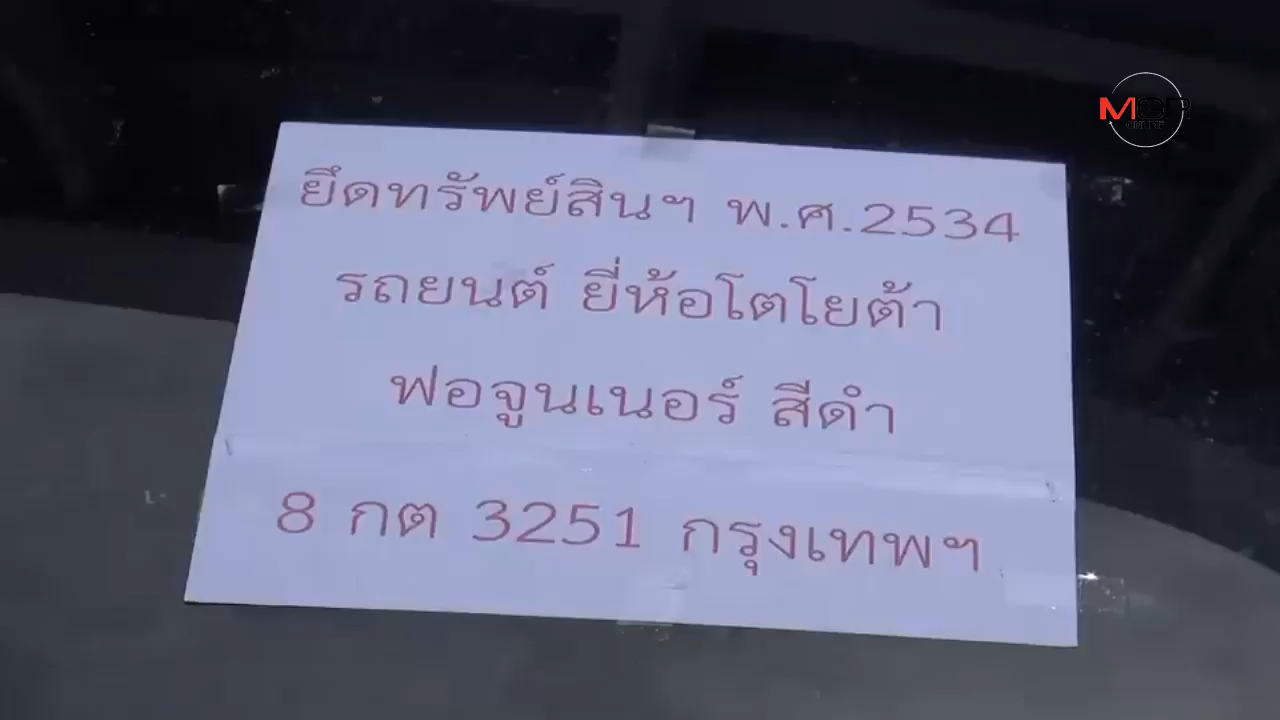 ยึดทรัพย์สินฯ พ.ศ.2534
รถยนต์ ยี่ห้อโตโยต้า
ฟอจูนเนอร์ สีดำ
8 กต 3251 กรุงเทพฯ
MGR
ONLINE